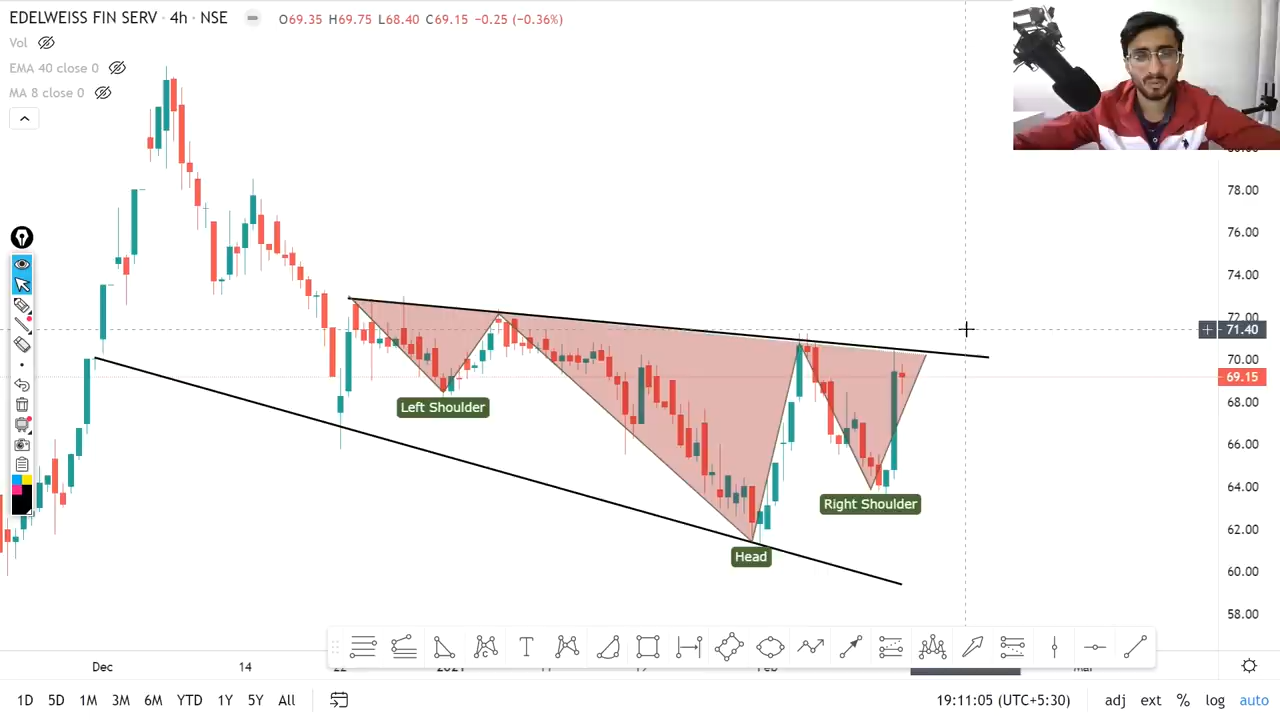 EDELWEISS FIN SERV · 4h · NSE O69.35 H69.75 L68.40 C69.15 −0.25 (−0.36%)
Vol
EMA 40 close 0
MA 8 close 0
78.00
76.00
74.00
72.00
71.40
70.00
69.15
68.00
66.00
64.00
62.00
60.00
58.00
Left Shoulder
Right Shoulder
Head
T
Dec 14 22 2021 Feb Mar
1D 5D 1M 3M 6M YTD 1Y 5Y All 19:11:05 (UTC+5:30) adj ext % log auto